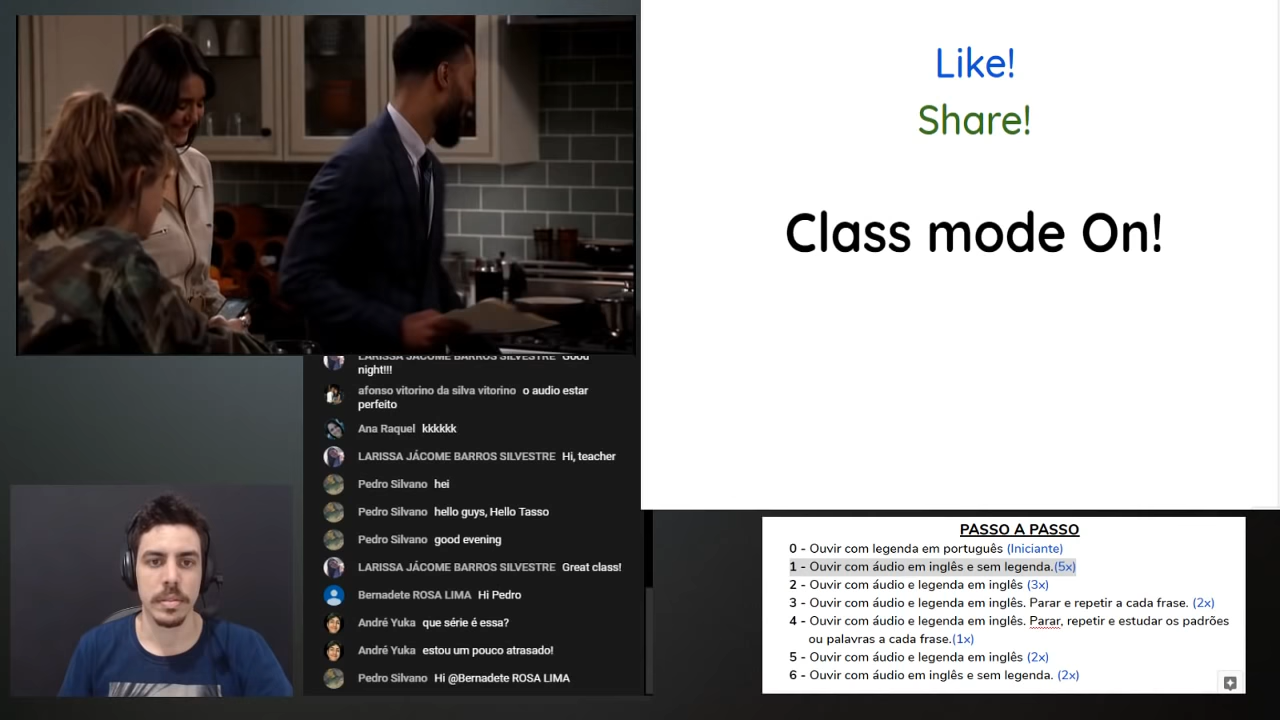 Like!
Share!
Class mode On!
LARISSA JÁCOME BARROS SILVESTRE Good
night!!!
afonso vitorino da silva vitorino o audio estar
perfeito
Ana Raquel kkkkkk
LARISSA JÁCOME BARROS SILVESTRE Hi, teacher
Pedro Silvano hei
Pedro Silvano hello guys, Hello Tasso
Pedro Silvano good evening
LARISSA JÁCOME BARROS SILVESTRE Great class!
Bernadete ROSA LIMA Hi Pedro
André Yuka que série é essa?
André Yuka estou um pouco atrasado!
Pedro Silvano Hi @Bernadete ROSA LIMA
PASSO A PASSO
0 - Ouvir com legenda em português (Iniciante)
1 - Ouvir com áudio em inglês e sem legenda.(5x)
2 - Ouvir com áudio e legenda em inglês (3x)
3 - Ouvir com áudio e legenda em inglês. Parar e repetir a cada frase. (2x)
4 - Ouvir com áudio e legenda em inglês. Parar, repetir e estudar os padrões
ou palavras a cada frase.(1x)
5 - Ouvir com áudio e legenda em inglês (2x)
6 - Ouvir com áudio em inglês e sem legenda. (2x)